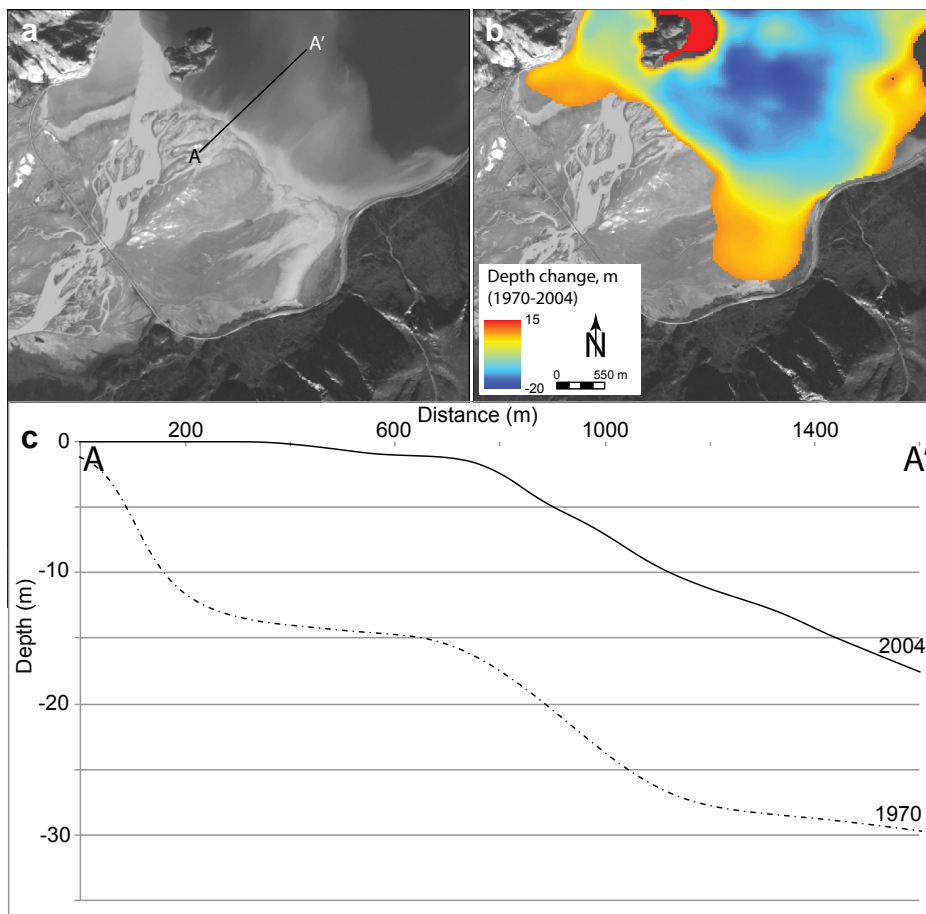 a
A'
A
b
Depth change, m
(1970-2004)
15
-20
N
0 550 m
c
Distance (m)
200 600 1000 1400
0
A A'
-10
Depth (m)
2004
-20
1970
-30